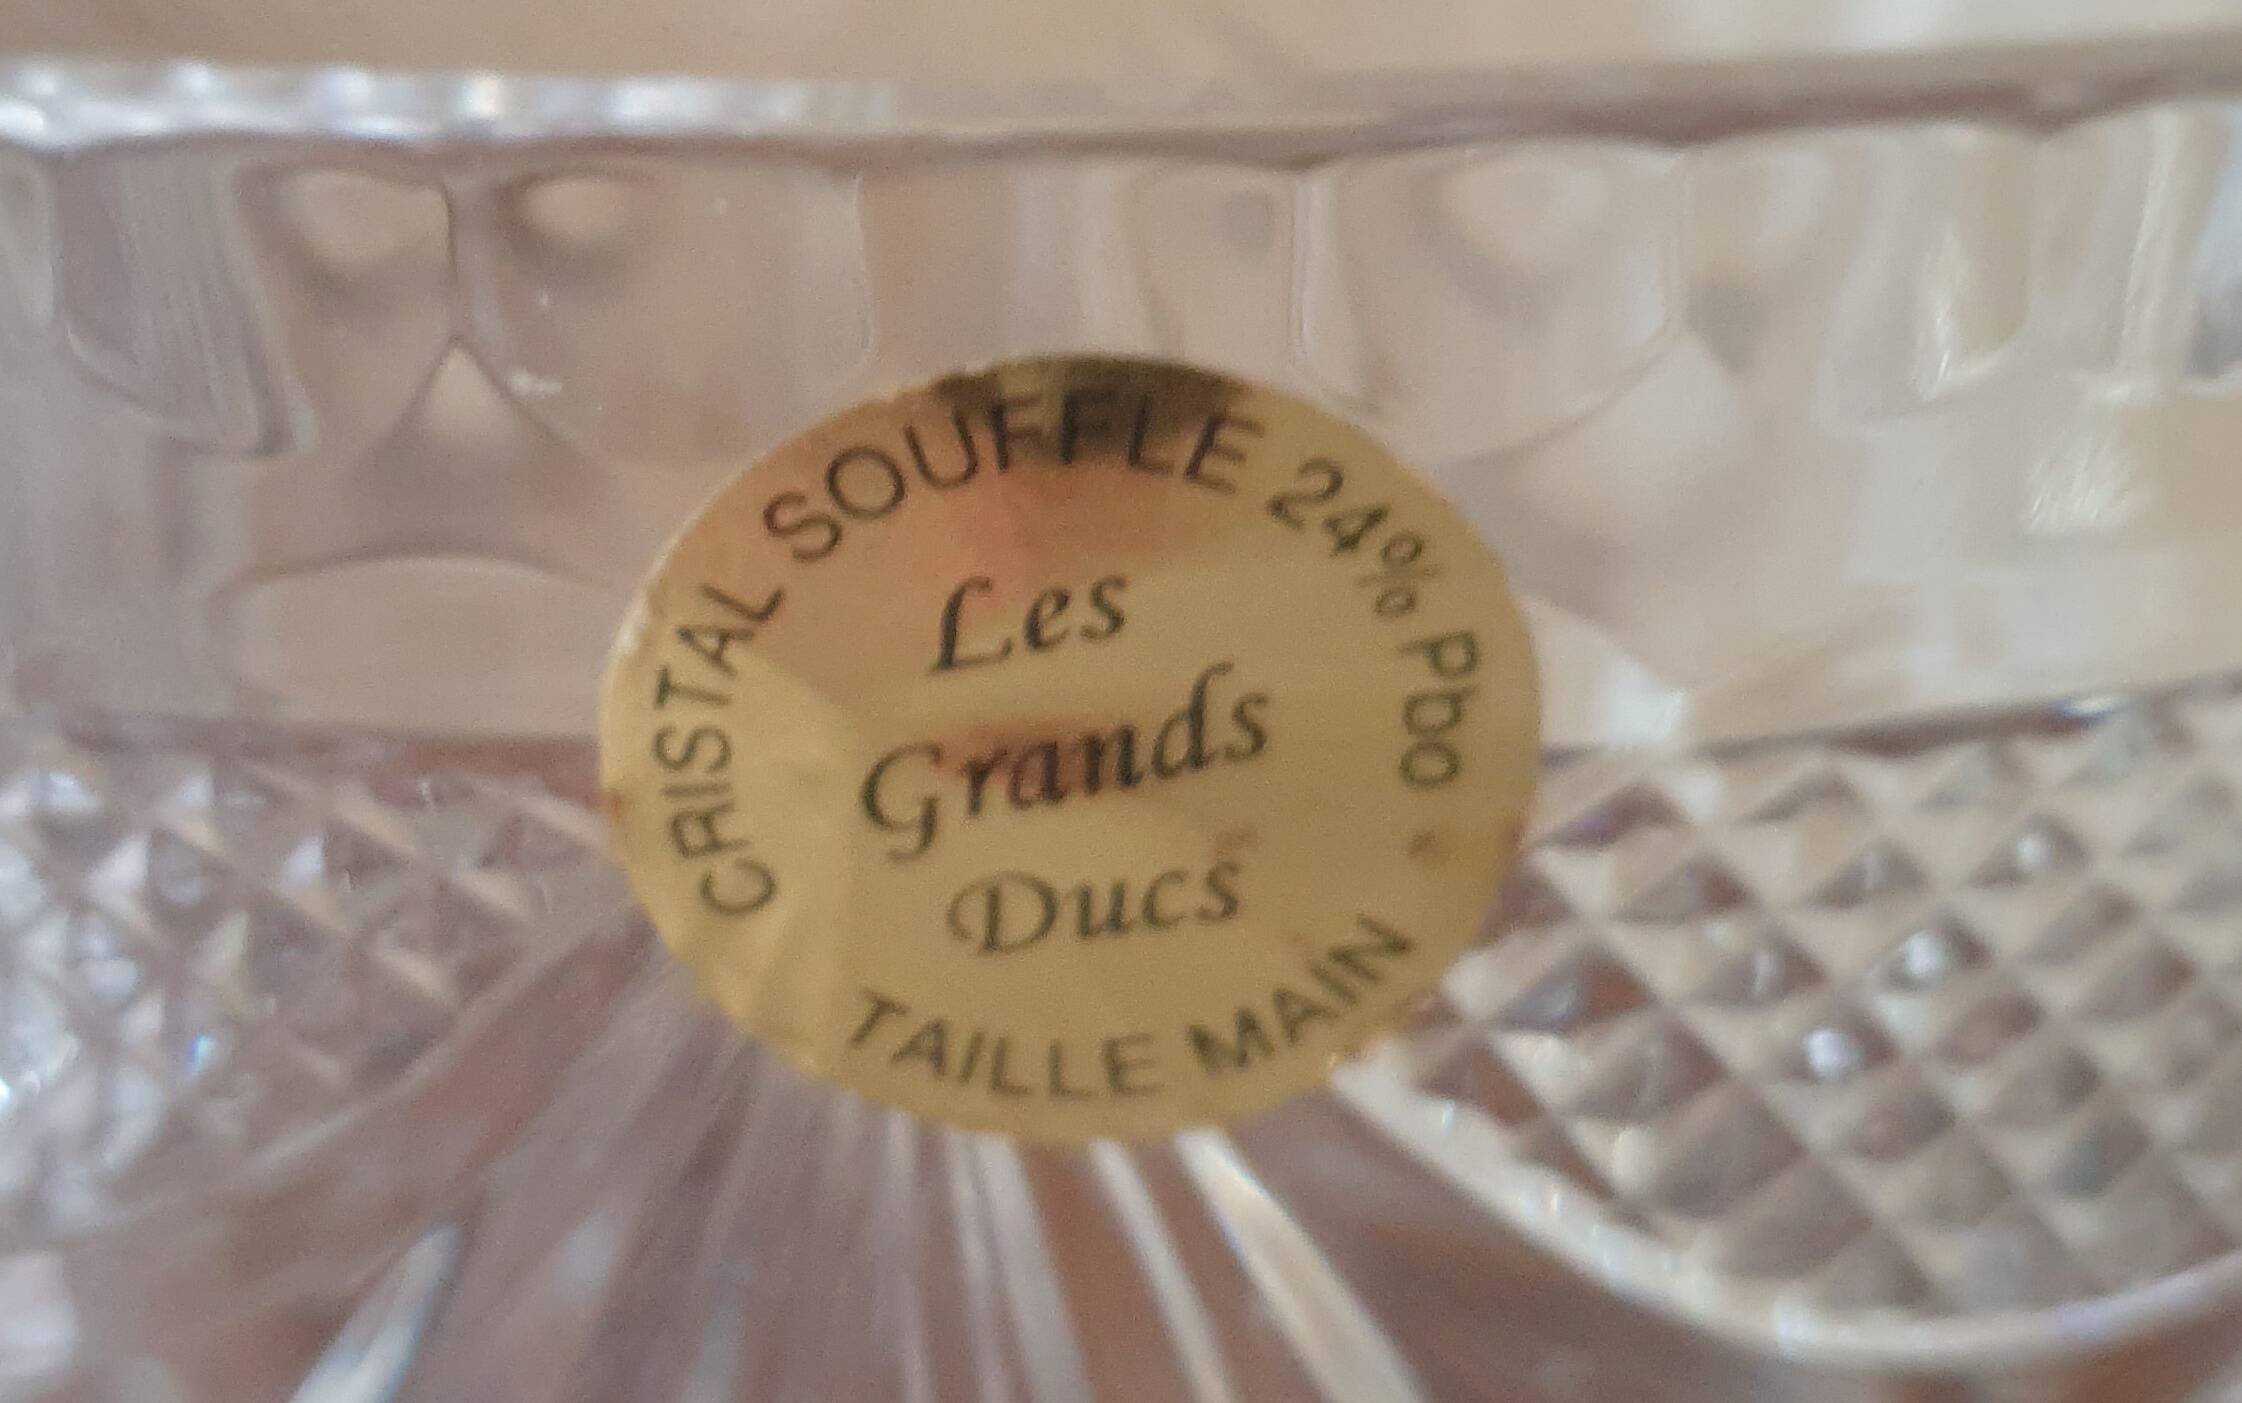 CRISTAL SOUFFLE 24% Pbo
Les
Grands
Ducs
TAILLE MAIN